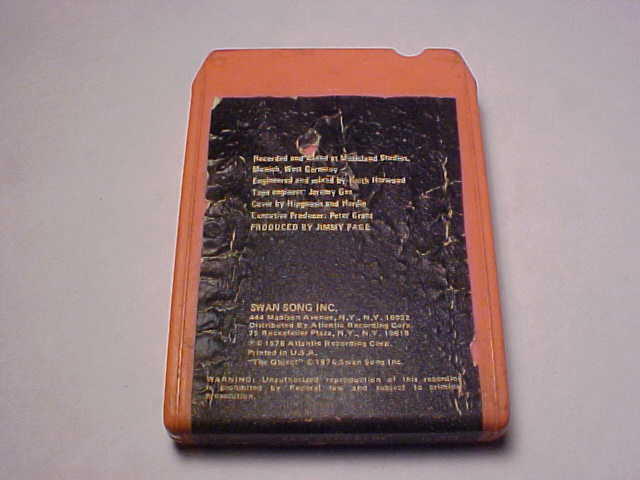 Recorded and mixed at Musicland Studios,
Munich, West Germany
Engineered and mixed by Keith Harwood
Tape engineer: Jeremy Gee
Cover by Hipgnosis and Hardie
Executive Producer: Peter Grant
PRODUCED BY JIMMY PAGE
SWAN SONG INC.
444 Madison Avenue, N.Y., N.Y. 10022
Distributed By Atlantic Recording Corp.
75 Rockefeller Plaza, N.Y., N.Y. 10019
℗ © 1976 Atlantic Recording Corp.
Printed in U.S.A.
"The Object" © 1976 Swan Song Inc.
WARNING: Unauthorized reproduction of this recording
is prohibited by Federal law and subject to criminal
prosecution.